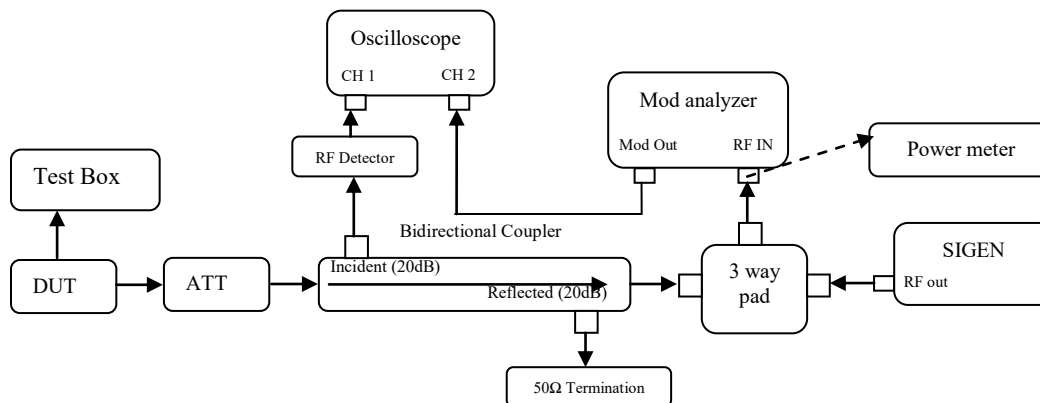 Oscilloscope
CH 1
CH 2
Mod analyzer
Mod Out
RF IN
Power meter
RF Detector
Test Box
Bidirectional Coupler
DUT
ATT
Incident (20dB)
Reflected (20dB)
3 way
pad
SIGEN
RF out
50Ω Termination